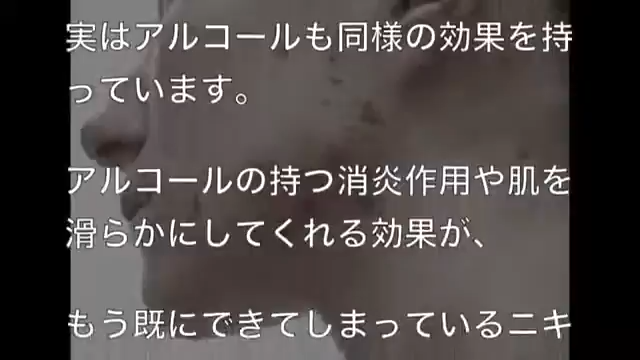 実はアルコールも同様の効果を持
っています。
アルコールの持つ消炎作用や肌を
滑らかにしてくれる効果が、
もう既にできてしまっているニキ